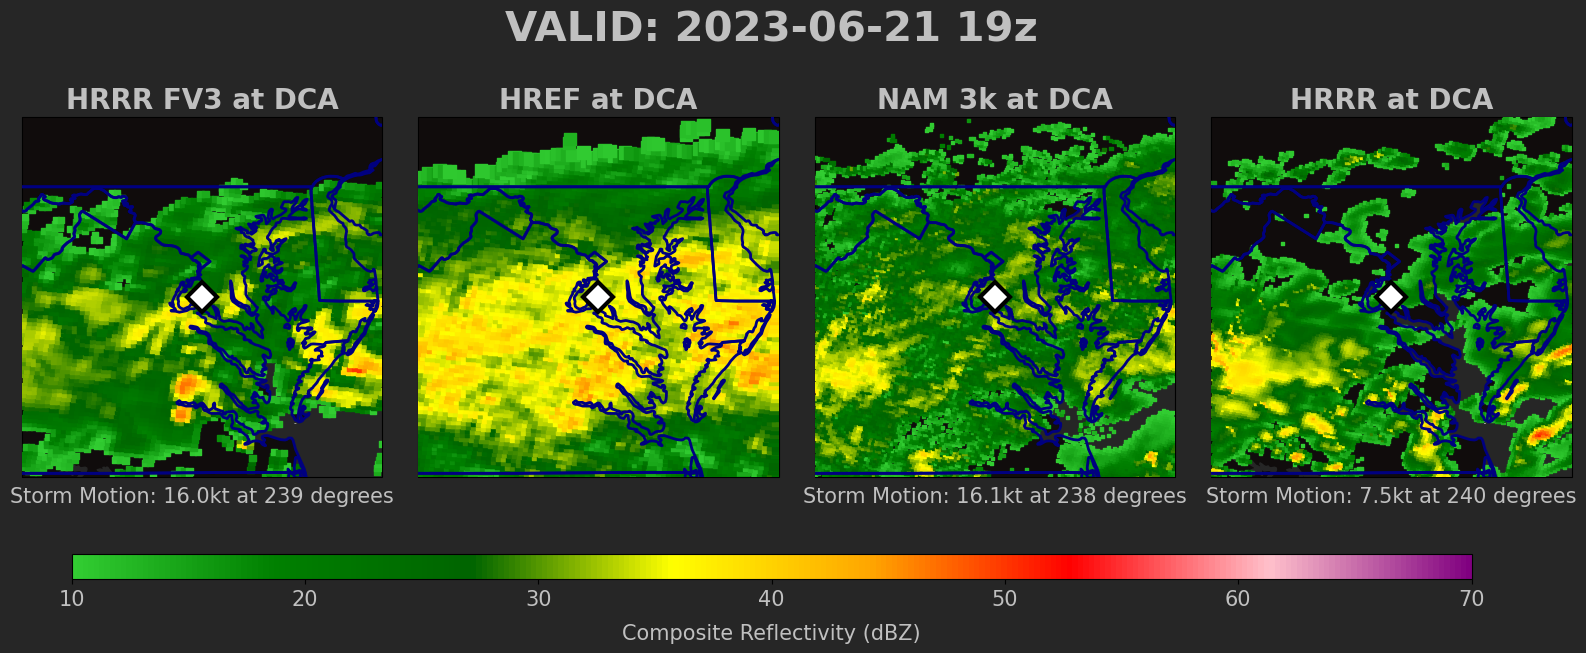 VALID: 2023-06-21 19z
HRRR FV3 at DCA
HREF at DCA
NAM 3k at DCA
HRRR at DCA
Storm Motion: 16.0kt at 239 degrees
Storm Motion: 16.1kt at 238 degrees
Storm Motion: 7.5kt at 240 degrees
10 20 30 40 50 60 70
Composite Reflectivity (dBZ)